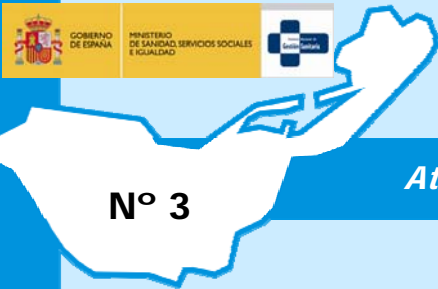 GOBIERNO
DE ESPAÑA
MINISTERIO
DE SANIDAD, SERVICIOS SOCIALES
E IGUALDAD
Gestión Sanitaria
Nº 3
At